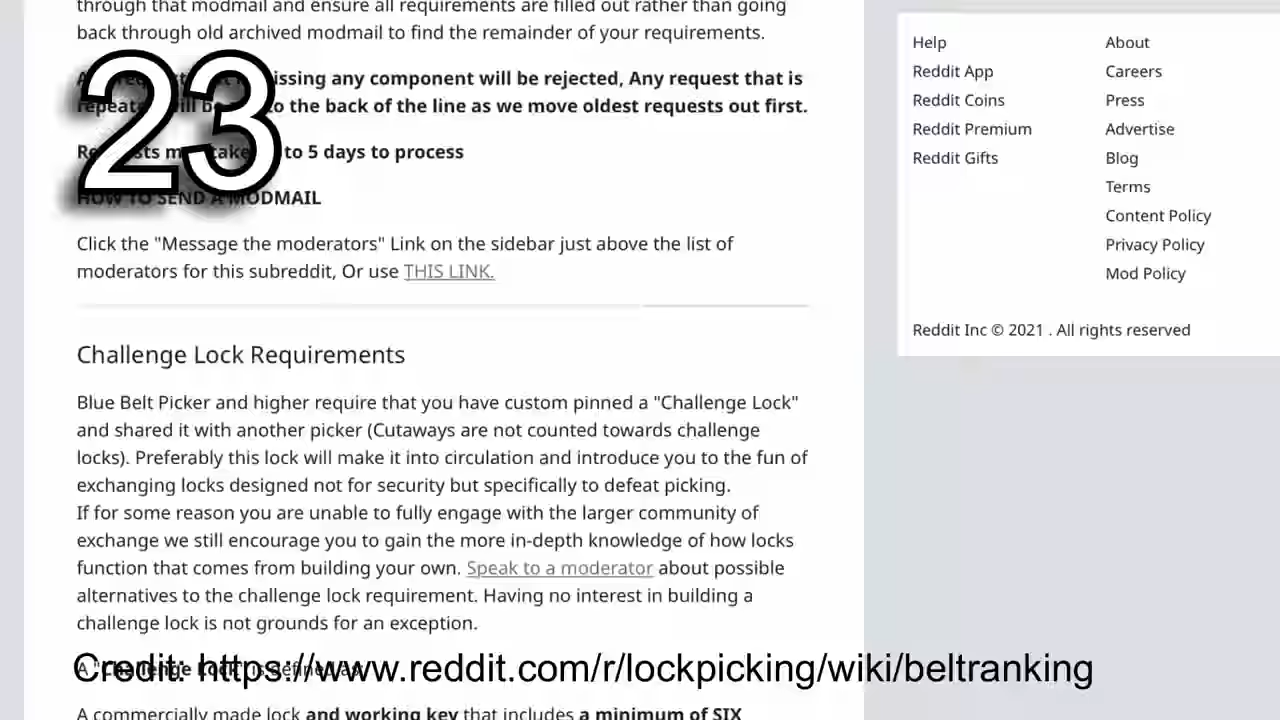 through that modmail and ensure all requirements are filled out rather than going
back through old archived modmail to find the remainder of your requirements.
23
missing any component will be rejected, Any request that is
to the back of the line as we move oldest requests out first.
to 5 days to process
HOW TO SEND A MODMAIL
Click the "Message the moderators" Link on the sidebar just above the list of
moderators for this subreddit, Or use THIS LINK.
Challenge Lock Requirements
Blue Belt Picker and higher require that you have custom pinned a "Challenge Lock"
and shared it with another picker (Cutaways are not counted towards challenge
locks). Preferably this lock will make it into circulation and introduce you to the fun of
exchanging locks designed not for security but specifically to defeat picking.
If for some reason you are unable to fully engage with the larger community of
exchange we still encourage you to gain the more in-depth knowledge of how locks
function that comes from building your own. Speak to a moderator about possible
alternatives to the challenge lock requirement. Having no interest in building a
challenge lock is not grounds for an exception.
A "Challenge Lock" is defined as:
Credit: https://www.reddit.com/r/lockpicking/wiki/beltranking
A commercially made lock and working key that includes a minimum of SIX
Help
Reddit App
Reddit Coins
Reddit Premium
Reddit Gifts
About
Careers
Press
Advertise
Blog
Terms
Content Policy
Privacy Policy
Mod Policy
Reddit Inc © 2021 . All rights reserved